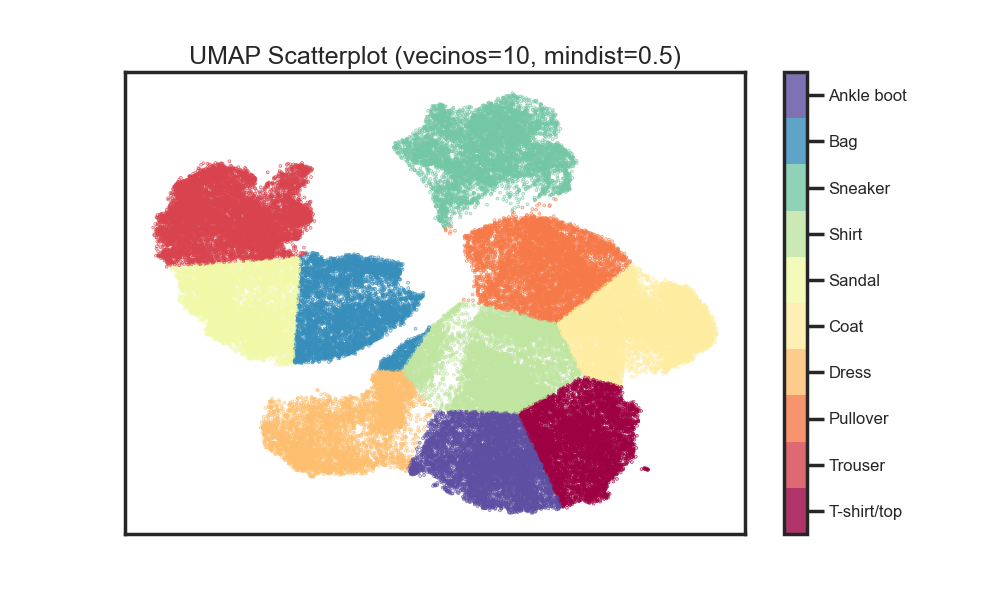 UMAP Scatterplot (vecinos=10, mindist=0.5)
Ankle boot
Bag
Sneaker
Shirt
Sandal
Coat
Dress
Pullover
Trouser
T-shirt/top